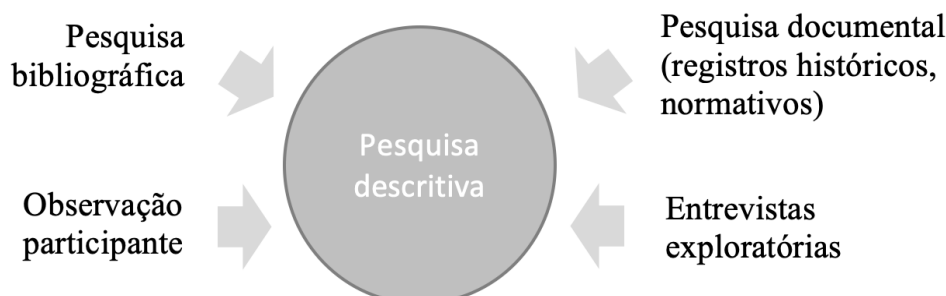 Pesquisa
bibliográfica
Pesquisa documental
(registros históricos,
normativos)
Pesquisa
descritiva
Observação
participante
Entrevistas
exploratórias